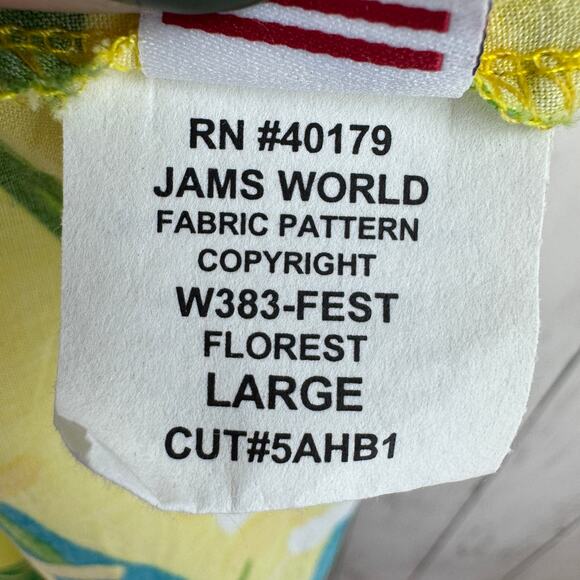 RN #40179
JAMS WORLD
FABRIC PATTERN
COPYRIGHT
W383-FEST
FLOREST
LARGE
CUT#5AHB1